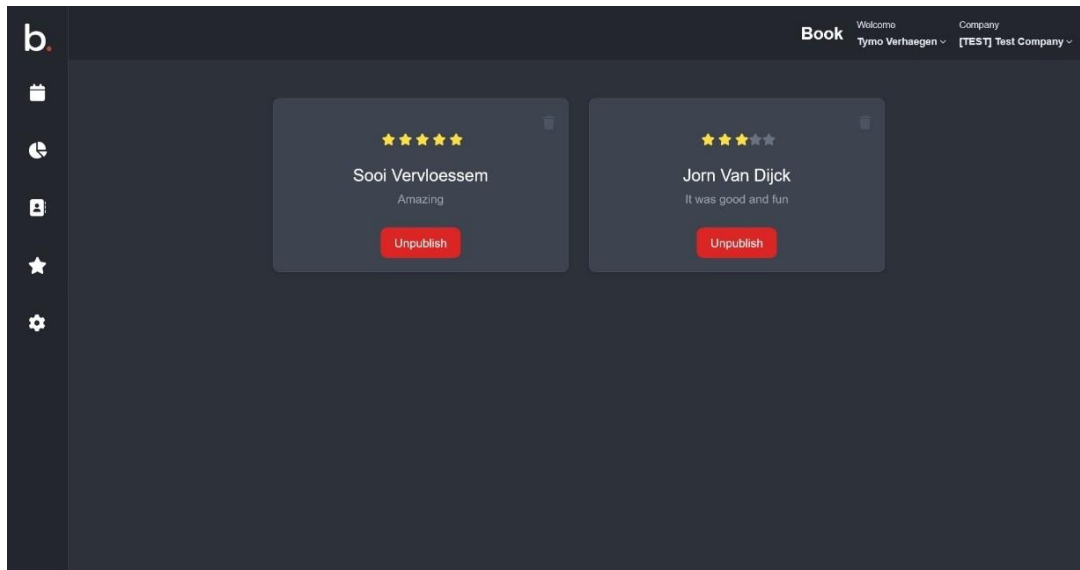 b.
Book
Welcome
Tymo Verhaegen
Company
[TEST] Test Company
Sooi Vervloessem
Amazing
Unpublish
Jorn Van Dijck
It was good and fun
Unpublish